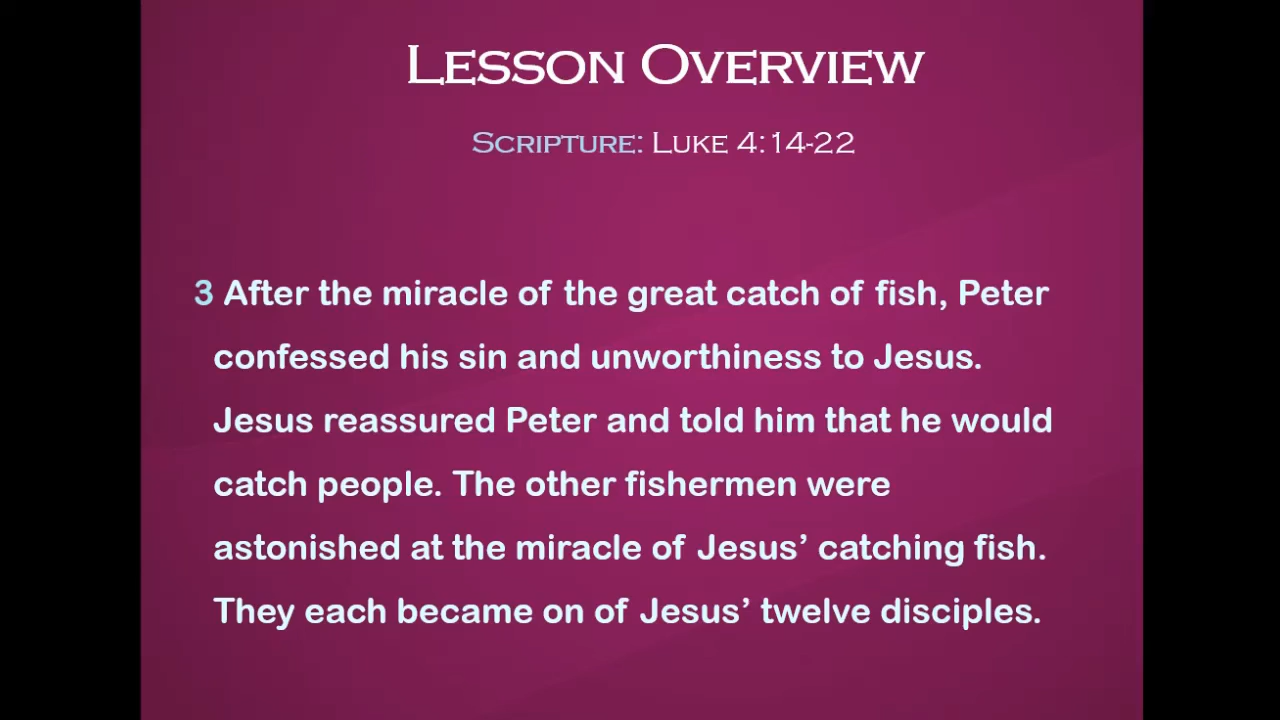 Lesson Overview
Scripture: Luke 4:14-22
3 After the miracle of the great catch of fish, Peter
confessed his sin and unworthiness to Jesus.
Jesus reassured Peter and told him that he would
catch people. The other fishermen were
astonished at the miracle of Jesus’ catching fish.
They each became on of Jesus’ twelve disciples.